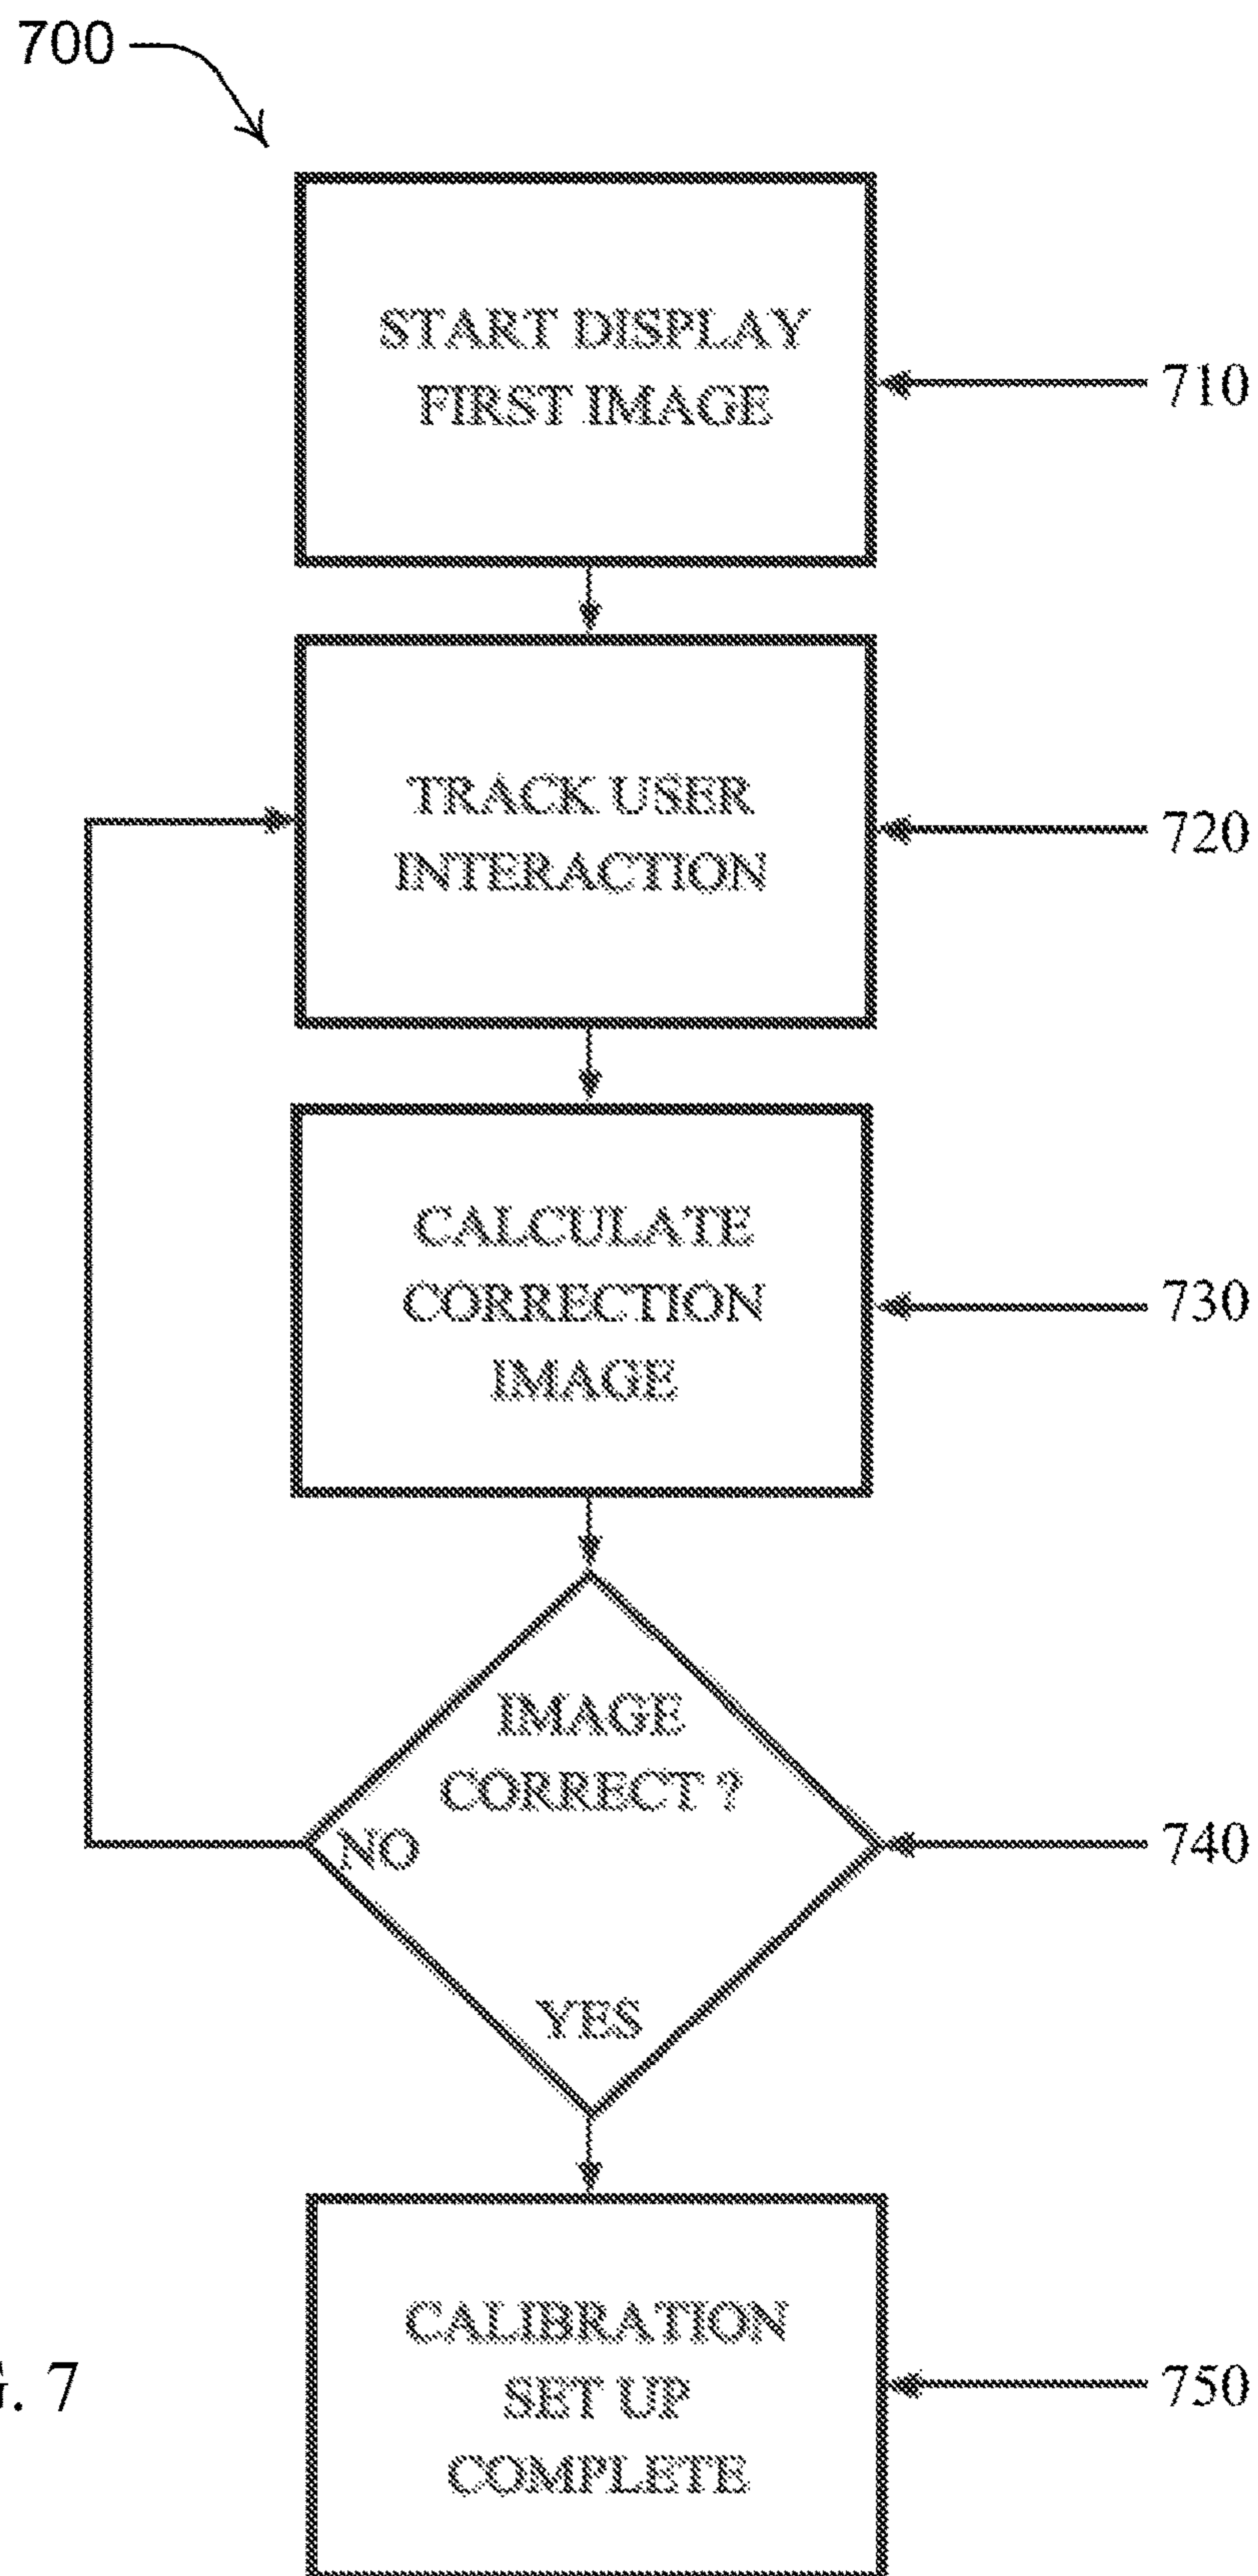 700
START DISPLAY
FIRST IMAGE
710
TRACK USER
INTERACTION
720
CALCULATE
CORRECTION
IMAGE
730
IMAGE
CORRECT ?
NO
740
YES
CALIBRATION
SET UP
COMPLETE
750
G. 7